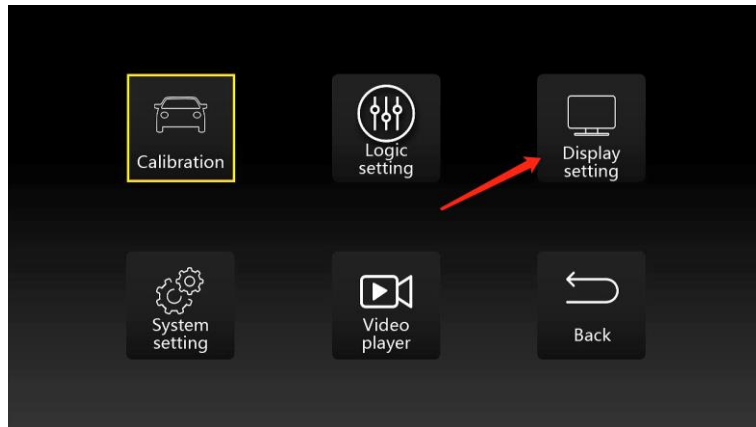 Calibration
Logic
setting
Display
setting
System
setting
Video
player
Back